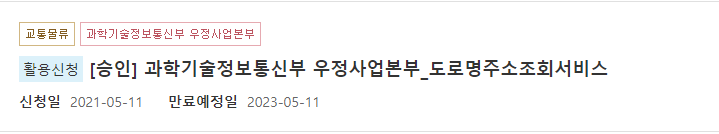 교통물류 과학기술정보통신부 우정사업본부
활용신청 [승인] 과학기술정보통신부 우정사업본부_도로명주소조회서비스
신청일 2021-05-11 만료예정일 2023-05-11